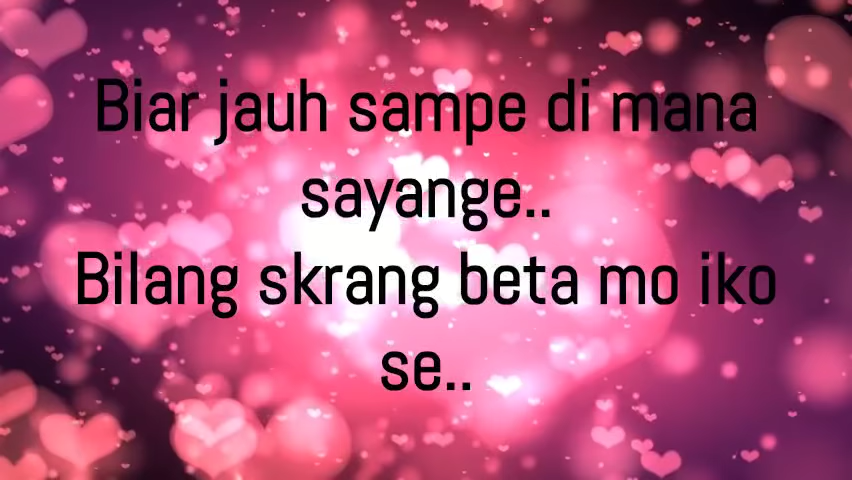 Biar jauh sampe di mana
sayange..
Bilang skrang beta mo iko
se..